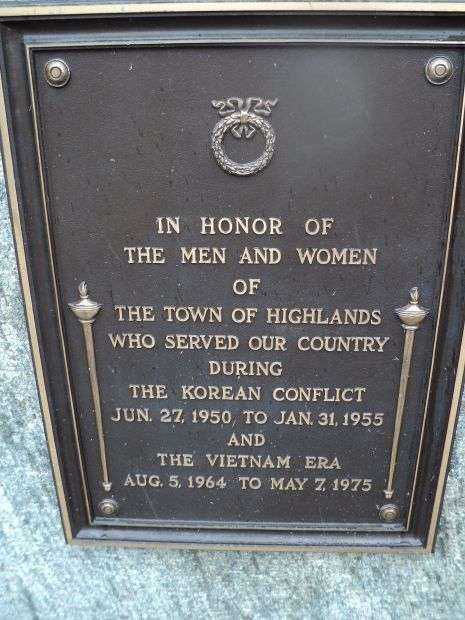 IN HONOR OF
THE MEN AND WOMEN
OF
THE TOWN OF HIGHLANDS
WHO SERVED OUR COUNTRY
DURING
THE KOREAN CONFLICT
JUN. 27, 1950 TO JAN. 31, 1955
AND
THE VIETNAM ERA
AUG. 5, 1964 TO MAY 7, 1975